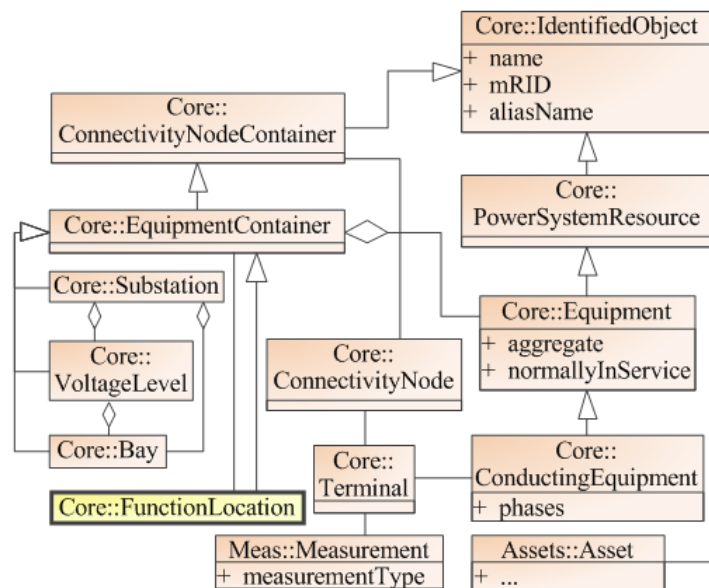 Core::IdentifiedObject
+ name
+ mRID
+ aliasName
Core::
ConnectivityNodeContainer
Core::
PowerSystemResource
Core::EquipmentContainer
Core::Substation
Core::Equipment
+ aggregate
+ normallyInService
Core::
VoltageLevel
Core::
ConnectivityNode
Core::Bay
Core::
Terminal
Core::
ConductingEquipment
+ phases
Core::FunctionLocation
Meas::Measurement
+ measurementType
Assets::Asset
+ ...